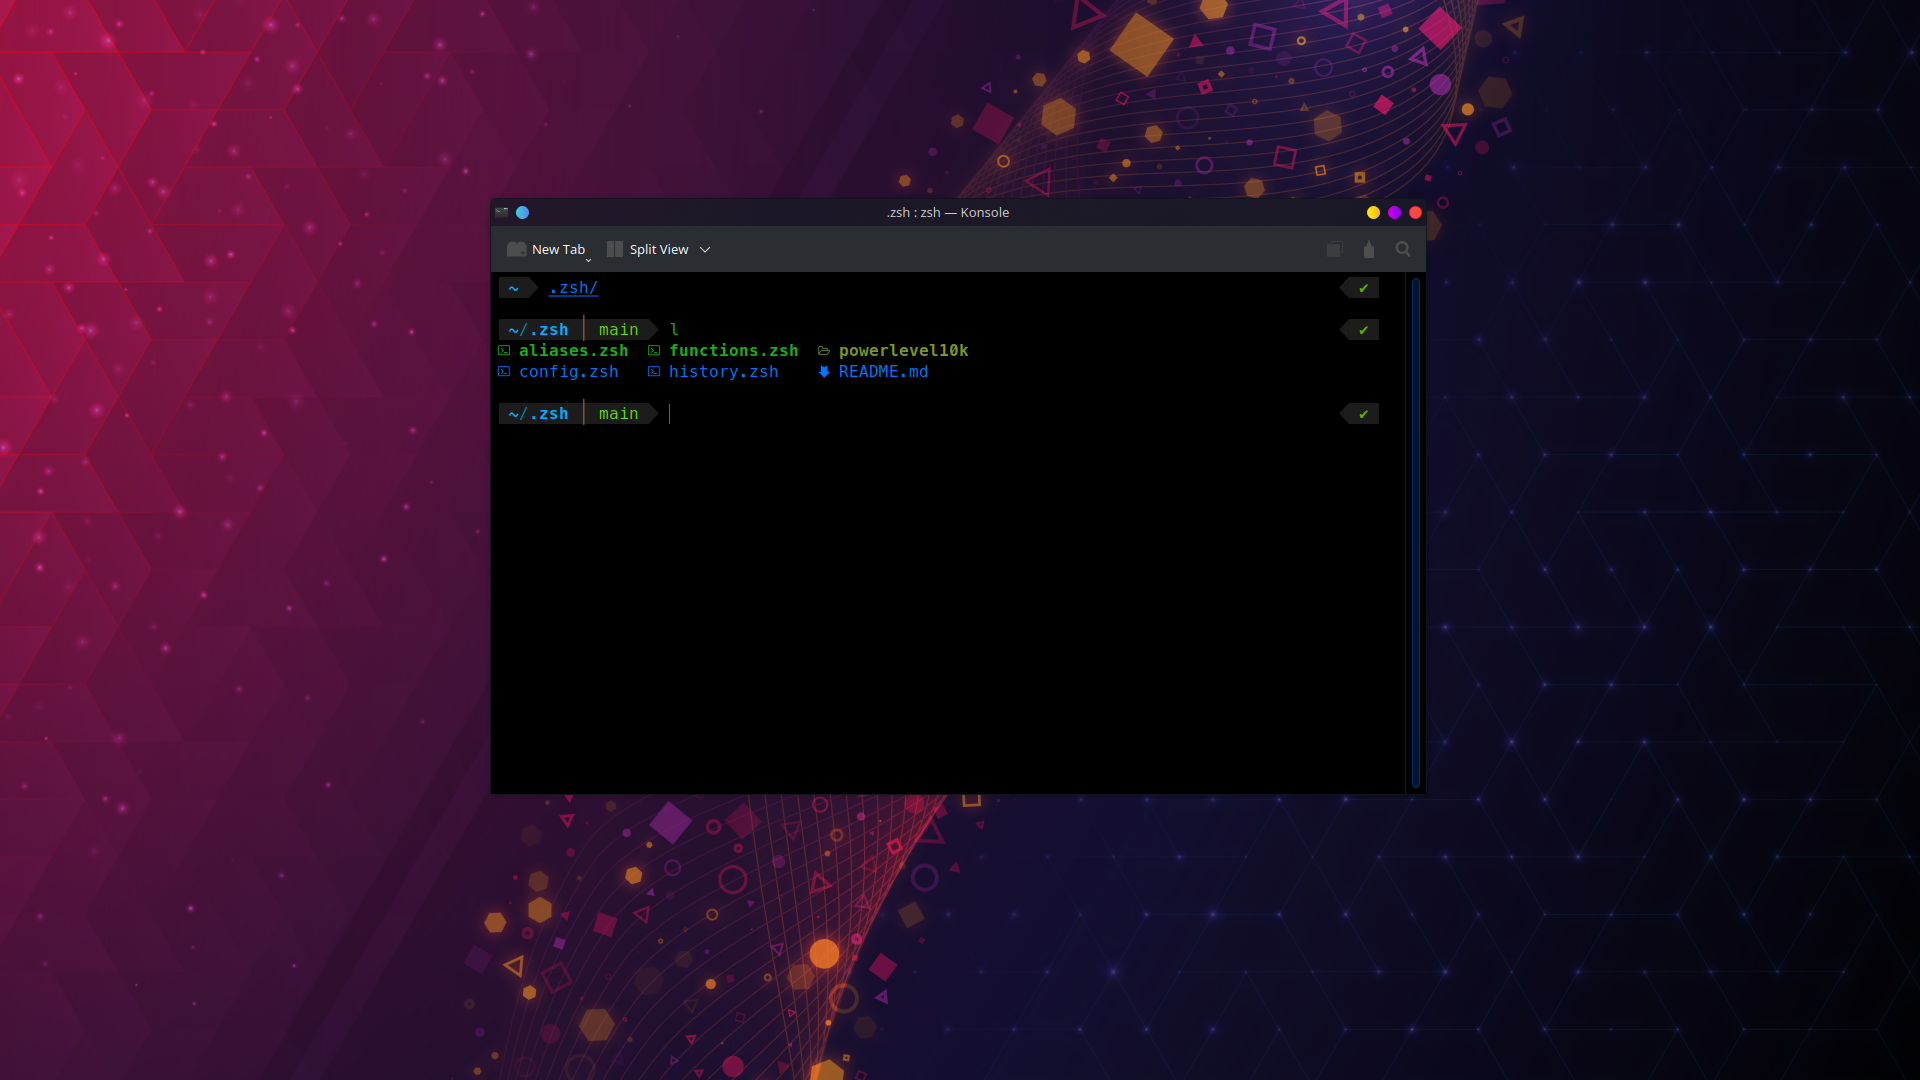 .zsh : zsh — Konsole
New Tab Split View
~ .zsh/ ✔
~/.zsh main l ✔
aliases.zsh functions.zsh powerlevel10k
config.zsh history.zsh README.md
~/.zsh main ✔